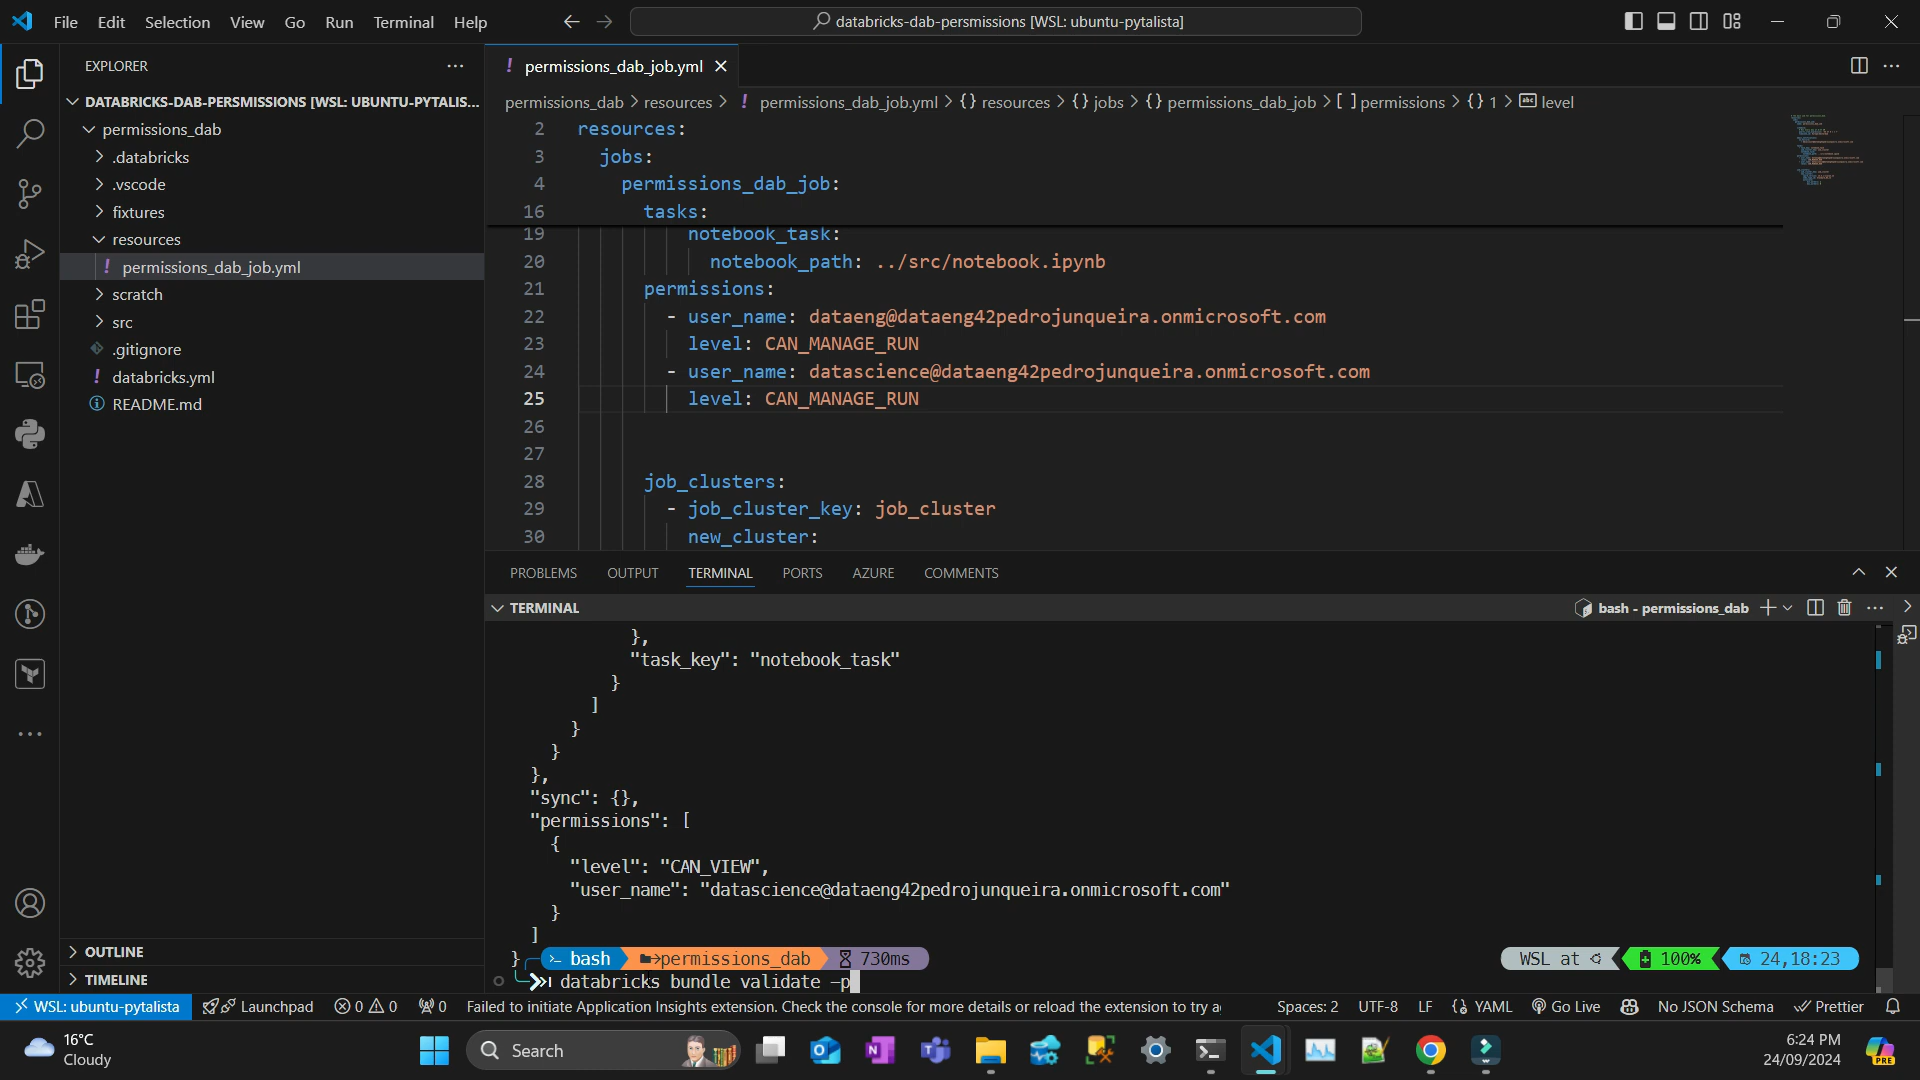 File Edit Selection View Go Run Terminal Help
databricks-dab-persmissions [WSL: ubuntu-pytalista]
EXPLORER
DATABRICKS-DAB-PERSMISSIONS [WSL: UBUNTU-PYTALIS...
permissions_dab
.databricks
.vscode
fixtures
resources
! permissions_dab_job.yml
scratch
src
.gitignore
! databricks.yml
README.md
OUTLINE
TIMELINE
! permissions_dab_job.yml
permissions_dab > resources > ! permissions_dab_job.yml > {} resources > {} jobs > {} permissions_dab_job > [ ] permissions > {} 1 > level
2 resources:
3 jobs:
4 permissions_dab_job:
16 tasks:
19 notebook_task:
20 notebook_path: ../src/notebook.ipynb
21 permissions:
22 - user_name: dataeng@dataeng42pedrojunqueira.onmicrosoft.com
23 level: CAN_MANAGE_RUN
24 - user_name: datascience@dataeng42pedrojunqueira.onmicrosoft.com
25 level: CAN_MANAGE_RUN
26
27
28 job_clusters:
29 - job_cluster_key: job_cluster
30 new_cluster:
PROBLEMS OUTPUT TERMINAL PORTS AZURE COMMENTS
TERMINAL
bash - permissions_dab
},
"task_key": "notebook_task"
}
]
}
}
},
"sync": {},
"permissions": [
{
"level": "CAN_VIEW",
"user_name": "datascience@dataeng42pedrojunqueira.onmicrosoft.com"
}
]
} bash permissions_dab 730ms WSL at 100% 24,18:23
databricks bundle validate -p
WSL: ubuntu-pytalista Launchpad 0 0 0 Failed to initiate Application Insights extension. Check the console for more details or reload the extension to try a Spaces: 2 UTF-8 LF {} YAML Go Live No JSON Schema Prettier
16°C
Cloudy
Search
6:24 PM
24/09/2024
PRE